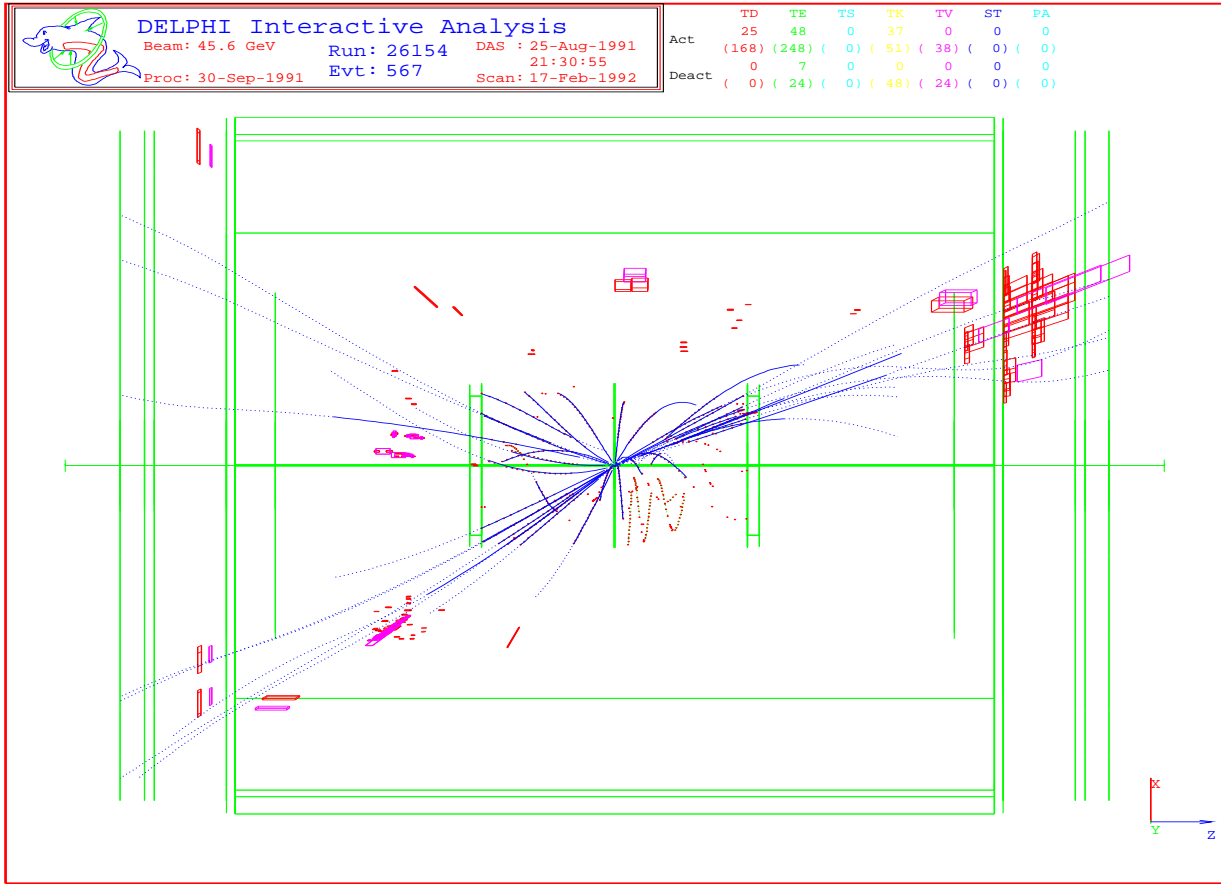 DELPHI Interactive Analysis
Beam: 45.6 GeV Run: 26154 DAS : 25-Aug-1991
21:30:55
Proc: 30-Sep-1991 Evt: 567 Scan: 17-Feb-1992
TD TE TS TK TV ST PA
Act 25 48 0 37 0 0 0
(168) (248) ( 0) ( 51) ( 38) ( 0) ( 0)
Deact 0 7 0 0 0 0 0
( 0) ( 24) ( 0) ( 48) ( 24) ( 0) ( 0)
X
Y
Z